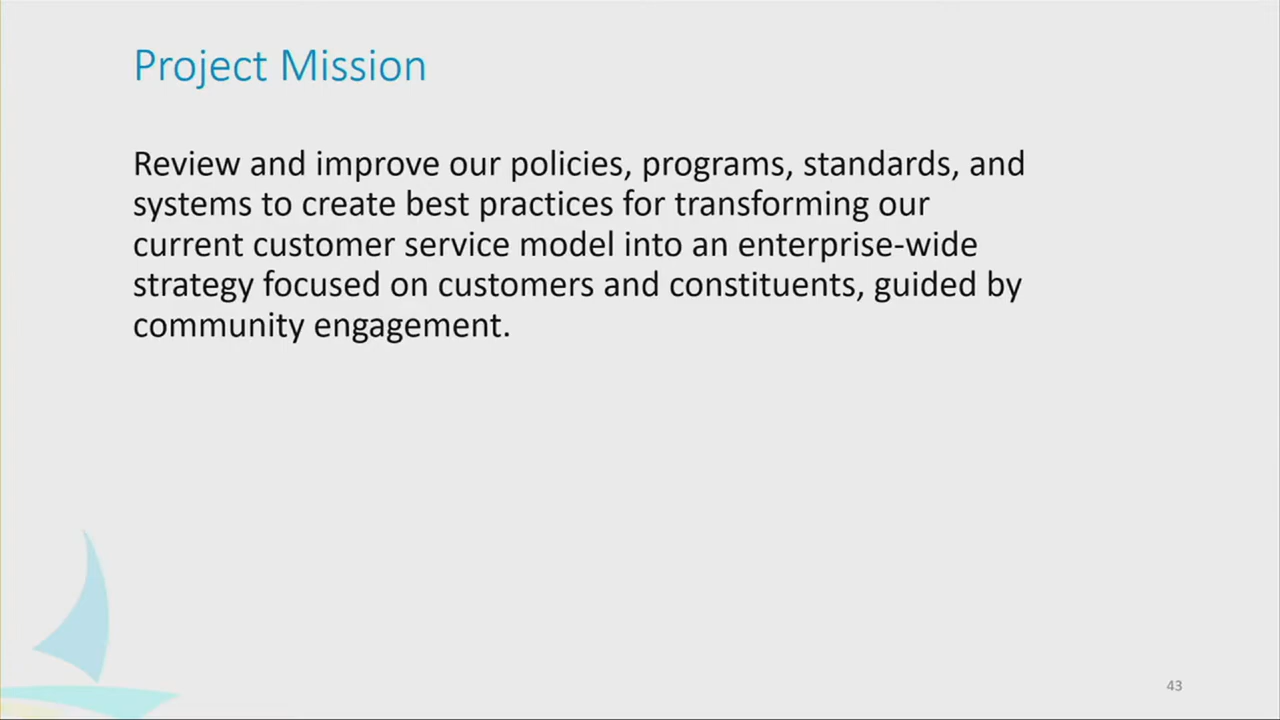 Project Mission
Review and improve our policies, programs, standards, and
systems to create best practices for transforming our
current customer service model into an enterprise-wide
strategy focused on customers and constituents, guided by
community engagement.
43